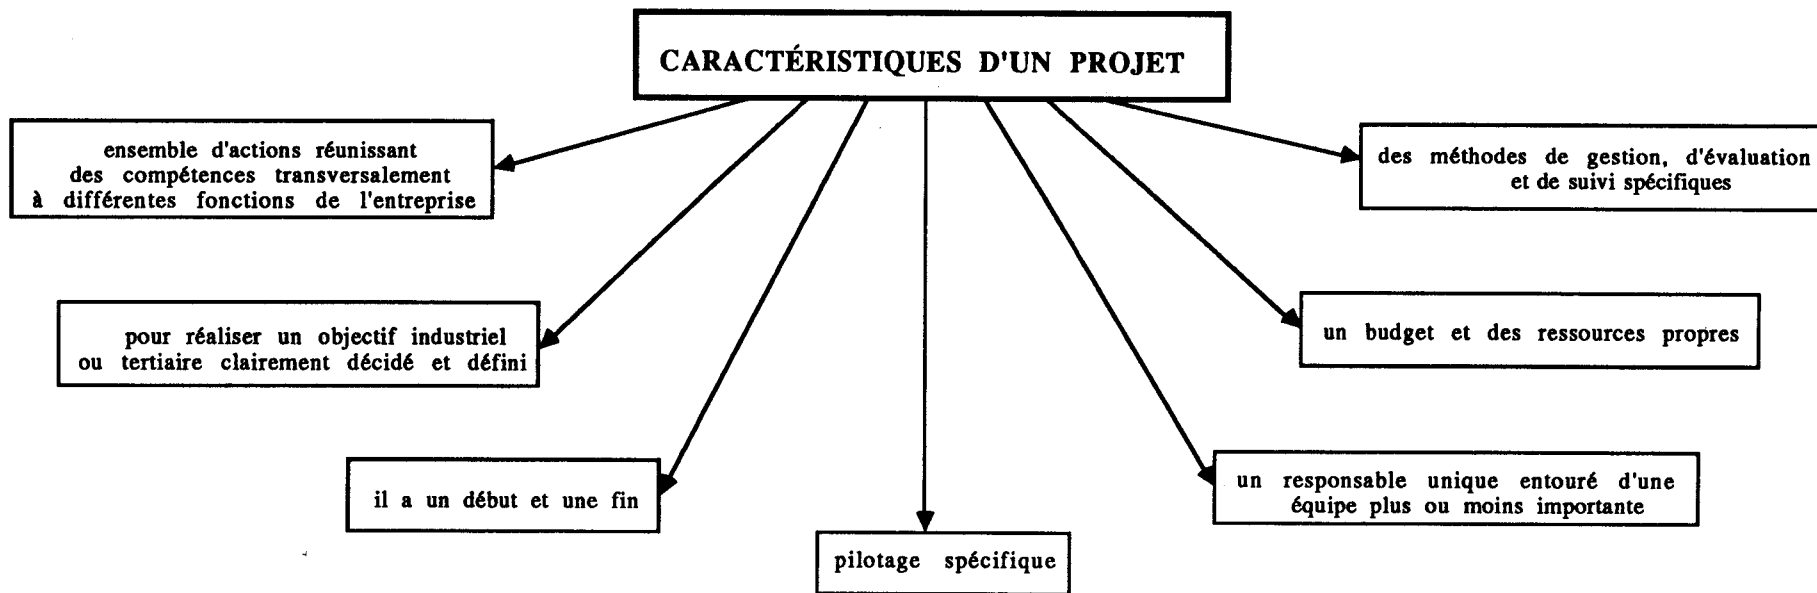 CARACTÉRISTIQUES D'UN PROJET
ensemble d'actions réunissant
des compétences transversalement
à différentes fonctions de l'entreprise
des méthodes de gestion, d'évaluation
et de suivi spécifiques
pour réaliser un objectif industriel
ou tertiaire clairement décidé et défini
un budget et des ressources propres
il a un début et une fin
un responsable unique entouré d'une
équipe plus ou moins importante
pilotage spécifique